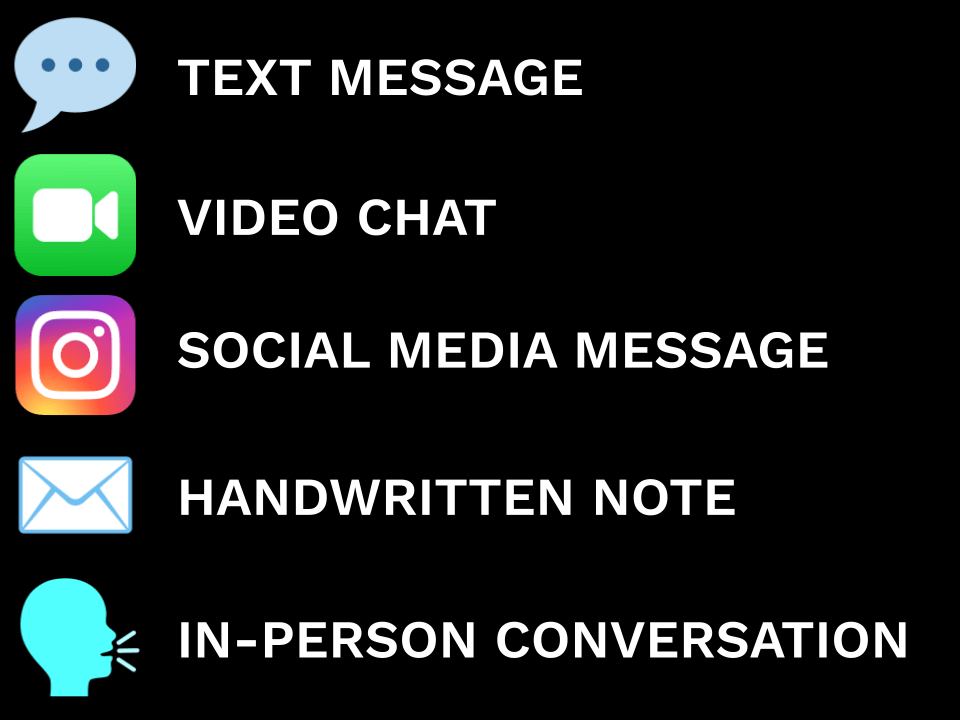 TEXT MESSAGE
VIDEO CHAT
SOCIAL MEDIA MESSAGE
HANDWRITTEN NOTE
IN-PERSON CONVERSATION